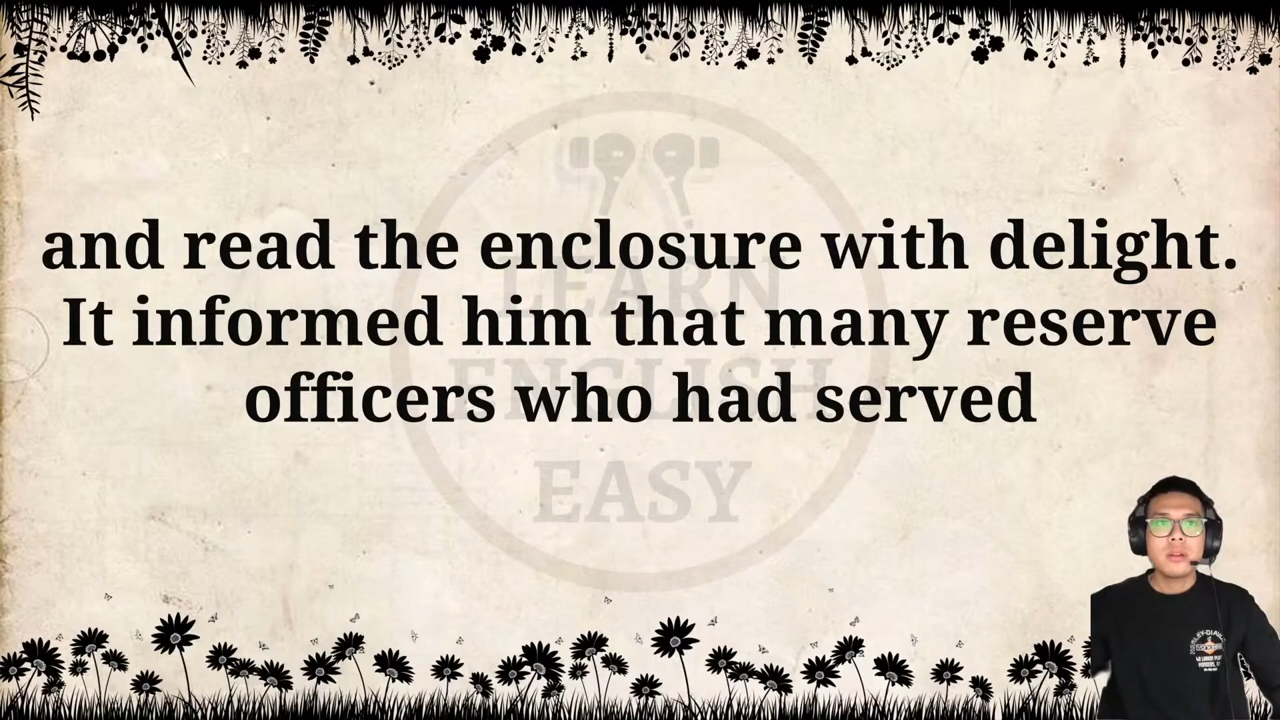 and read the enclosure with delight.
It informed him that many reserve
officers who had served
LEARN
ENGLISH
EASY